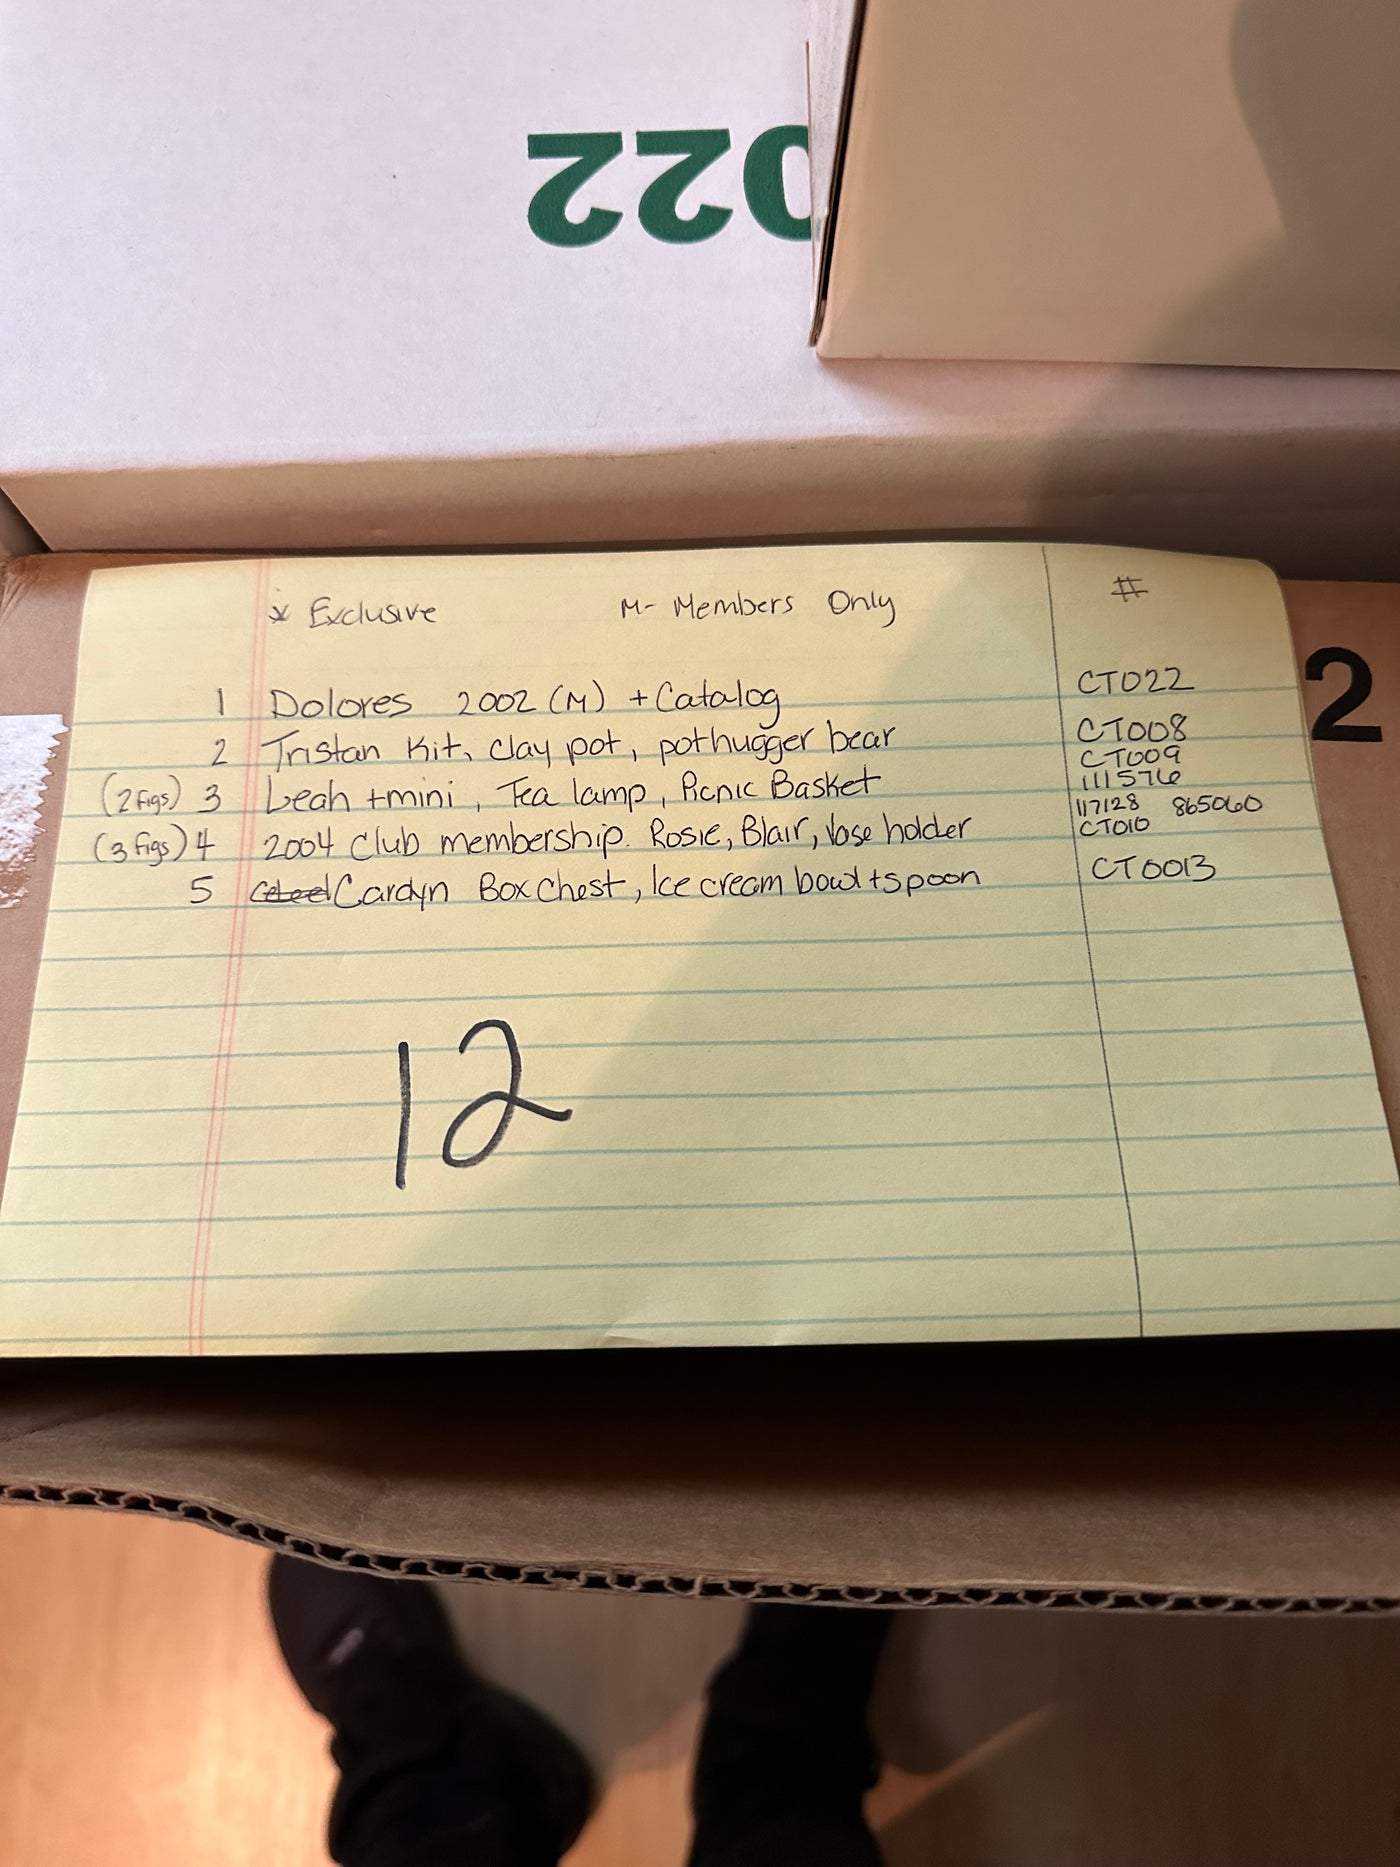 022
* Exclusive M- Members Only #
1 Dolores 2002 (M) + Catalog CT022
2 Tristan Kit, clay pot, pothugger bear CT008
CT009
(2 figs) 3 Leah + mini, Tea lamp, Picnic Basket 111576
117128 865060
(3 figs) 4 2004 Club membership. Rosie, Blair, vase holder CT010
5 Carolyn Box Chest, Ice cream bowl + spoon CT0013
12
2